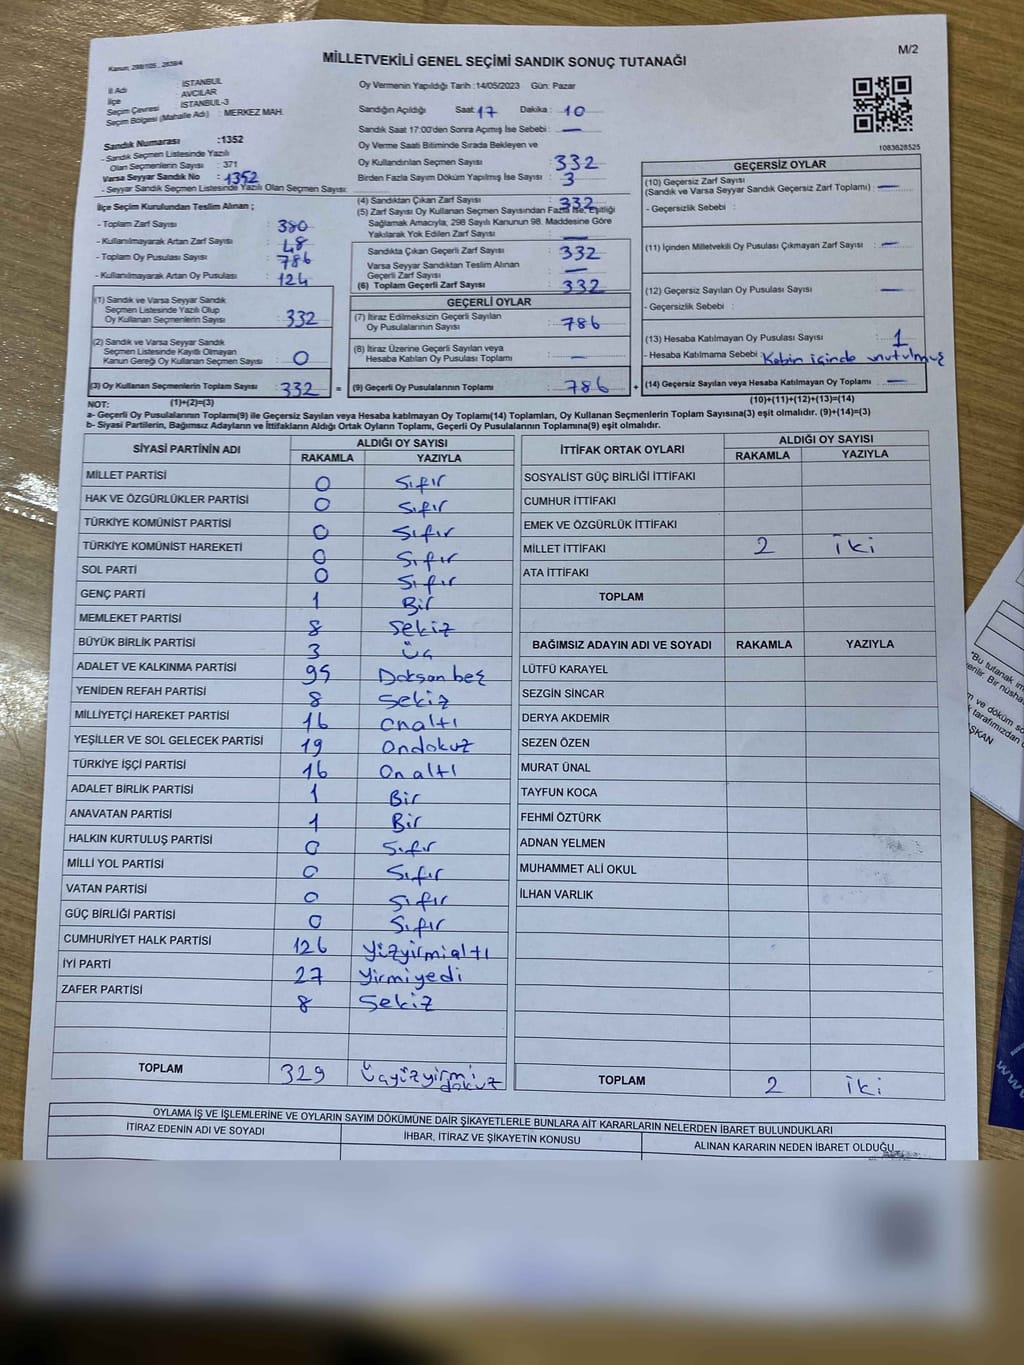 Kanun: 298/105, 2839/4
MİLLETVEKİLİ GENEL SEÇİMİ SANDIK SONUÇ TUTANAĞI
M/2
İl Adı : İSTANBUL
İlçe : AVCILAR
Seçim Çevresi : İSTANBUL-3
Seçim Bölgesi (Mahalle Adı) : MERKEZ MAH.
Sandık Numarası :1352
- Sandık Seçmen Listesinde Yazılı
Olan Seçmenlerin Sayısı : 371
Varsa Seyyar Sandık No : 1352
- Seyyar Sandık Seçmen Listesinde Yazılı Olan Seçmen Sayısı:
Oy Vermenin Yapıldığı Tarih :14/05/2023 Gün: Pazar
Sandığın Açıldığı Saat: 17 Dakika : 10
Sandık Saat 17:00'den Sonra Açımış İse Sebebi : —
Oy Verme Saati Bitiminde Sırada Bekleyen ve
Oy Kullandırılan Seçmen Sayısı : 332
Birden Fazla Sayım Döküm Yapılmış İse Sayısı : 3
1083628525
İlçe Seçim Kurulundan Teslim Alınan ;
- Toplam Zarf Sayısı : 380
- Kullanılmayarak Artan Zarf Sayısı : 48
- Toplam Oy Pusulası Sayısı : 786
- Kullanılmayarak Artan Oy Pusulası : 124
(1) Sandık ve Varsa Seyyar Sandık
Seçmen Listesinde Yazılı Olup
Oy Kullanan Seçmenlerin Sayısı : 332
(2) Sandık ve Varsa Seyyar Sandık
Seçmen Listesinde Kayıtlı Olmayan
Kanun Gereği Oy Kullanan Seçmen Sayısı : 0
(3) Oy Kullanan Seçmenlerin Toplam Sayısı : 332 =
(4) Sandıktan Çıkan Zarf Sayısı : 332
(5) Zarf Sayısı Oy Kullanan Seçmen Sayısından Fazla İse, Eşitliği
Sağlamak Amacıyla, 298 Sayılı Kanunun 98. Maddesine Göre
Yakılarak Yok Edilen Zarf Sayısı : —
Sandıkta Çıkan Geçerli Zarf Sayısı : 332
Varsa Seyyar Sandıktan Teslim Alınan
Geçerli Zarf Sayısı : —
(6) Toplam Geçerli Zarf Sayısı : 332
GEÇERLİ OYLAR
(7) İtiraz Edilmeksizin Geçerli Sayılan
Oy Pusulalarının Sayısı : 786
(8) İtiraz Üzerine Geçerli Sayılan veya
Hesaba Katılan Oy Pusulası Toplamı : —
(9) Geçerli Oy Pusulalarının Toplamı : 786 +
GEÇERSİZ OYLAR
(10) Geçersiz Zarf Sayısı
(Sandık ve Varsa Seyyar Sandık Geçersiz Zarf Toplamı) : —
- Geçersizlik Sebebi :
(11) İçinden Milletvekili Oy Pusulası Çıkmayan Zarf Sayısı : —
(12) Geçersiz Sayılan Oy Pusulası Sayısı : —
- Geçersizlik Sebebi :
(13) Hesaba Katılmayan Oy Pusulası Sayısı : 1
- Hesaba Katılmama Sebebi : Kabin içinde unutulmuş
(14) Geçersiz Sayılan veya Hesaba Katılmayan Oy Toplamı : —
NOT: (1)+(2)=(3)
(10)+(11)+(12)+(13)=(14)
a- Geçerli Oy Pusulalarının Toplamı(9) ile Geçersiz Sayılan veya Hesaba katılmayan Oy Toplamı(14) Toplamları, Oy Kullanan Seçmenlerin Toplam Sayısına(3) eşit olmalıdır. (9)+(14)=(3)
b- Siyasi Partilerin, Bağımsız Adayların ve İttifakların Aldığı Ortak Oyların Toplamı, Geçerli Oy Pusulalarının Toplamına(9) eşit olmalıdır.
SİYASİ PARTİNİN ADI ALDIĞI OY SAYISI
RAKAMLA YAZIYLA
MİLLET PARTİSİ 0 Sıfır
HAK VE ÖZGÜRLÜKLER PARTİSİ 0 Sıfır
TÜRKİYE KOMÜNİST PARTİSİ 0 Sıfır
TÜRKİYE KOMÜNİST HAREKETİ 0 Sıfır
SOL PARTİ 0 Sıfır
GENÇ PARTİ 1 Bir
MEMLEKET PARTİSİ 8 Sekiz
BÜYÜK BİRLİK PARTİSİ 3 Üç
ADALET VE KALKINMA PARTİSİ 95 Doksan beş
YENİDEN REFAH PARTİSİ 8 Sekiz
MİLLİYETÇİ HAREKET PARTİSİ 16 Onaltı
YEŞİLLER VE SOL GELECEK PARTİSİ 19 Ondokuz
TÜRKİYE İŞÇİ PARTİSİ 16 Onaltı
ADALET BİRLİK PARTİSİ 1 Bir
ANAVATAN PARTİSİ 1 Bir
HALKIN KURTULUŞ PARTİSİ 0 Sıfır
MİLLİ YOL PARTİSİ 0 Sıfır
VATAN PARTİSİ 0 Sıfır
GÜÇ BİRLİĞİ PARTİSİ 0 Sıfır
CUMHURİYET HALK PARTİSİ 126 Yüzyirmialtı
İYİ PARTİ 27 Yirmiyedi
ZAFER PARTİSİ 8 Sekiz
TOPLAM 329 Üçyüzyirmi dokuz
İTTİFAK ORTAK OYLARI ALDIĞI OY SAYISI
RAKAMLA YAZIYLA
SOSYALİST GÜÇ BİRLİĞİ İTTİFAKI
CUMHUR İTTİFAKI
EMEK VE ÖZGÜRLÜK İTTİFAKI
MİLLET İTTİFAKI 2 iki
ATA İTTİFAKI
TOPLAM
BAĞIMSIZ ADAYIN ADI VE SOYADI RAKAMLA YAZIYLA
LÜTFÜ KARAYEL
SEZGİN SİNCAR
DERYA AKDEMİR
SEZEN ÖZEN
MURAT ÜNAL
TAYFUN KOCA
FEHMİ ÖZTÜRK
ADNAN YELMEN
MUHAMMET ALİ OKUL
İLHAN VARLIK
TOPLAM 2 iki
OYLAMA İŞ VE İŞLEMLERİNE VE OYLARIN SAYIM DÖKÜMÜNE DAİR ŞİKAYETLERLE BUNLARA AİT KARARLARIN NELERDEN İBARET BULUNDUKLARI
İTİRAZ EDENİN ADI VE SOYADI
İHBAR, İTİRAZ VE ŞİKAYETİN KONUSU
ALINAN KARARIN NEDEN İBARET OLDUĞU
"Bu tutanak
Bir nüsha
ve döküm
tarafımızdan
www